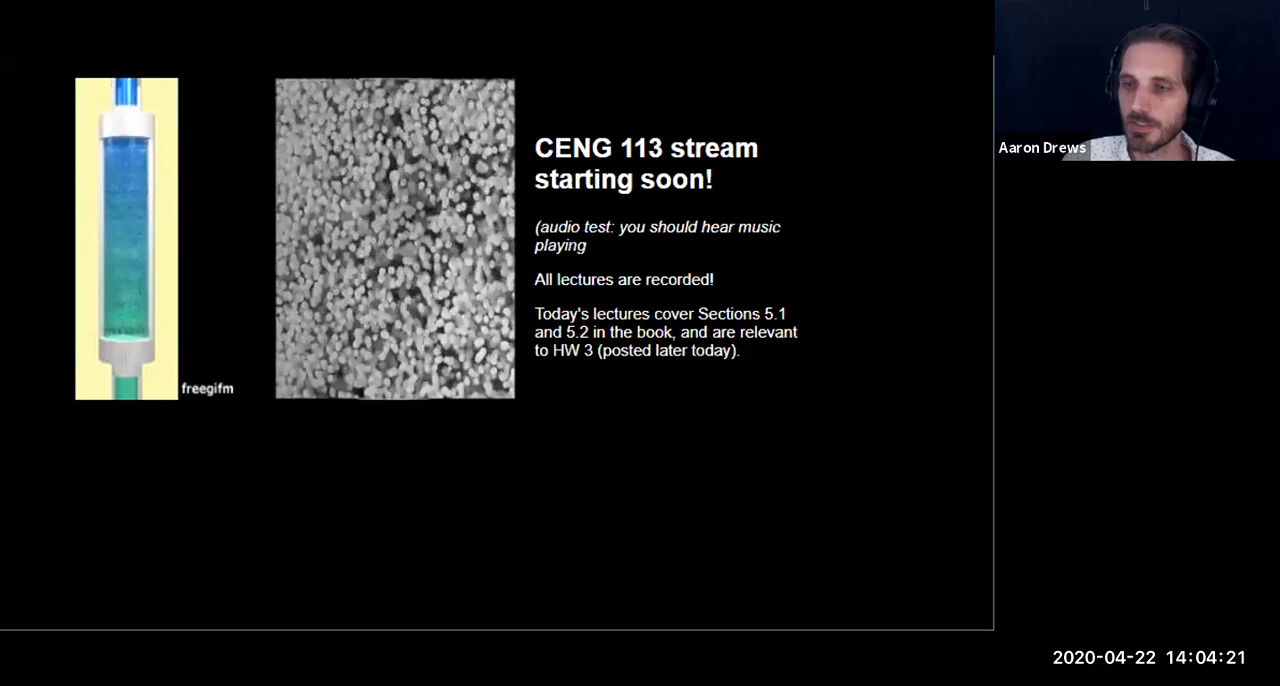 CENG 113 stream
starting soon!
(audio test: you should hear music
playing
All lectures are recorded!
Today's lectures cover Sections 5.1
and 5.2 in the book, and are relevant
to HW 3 (posted later today).
freegifm
Aaron Drews
2020-04-22 14:04:21